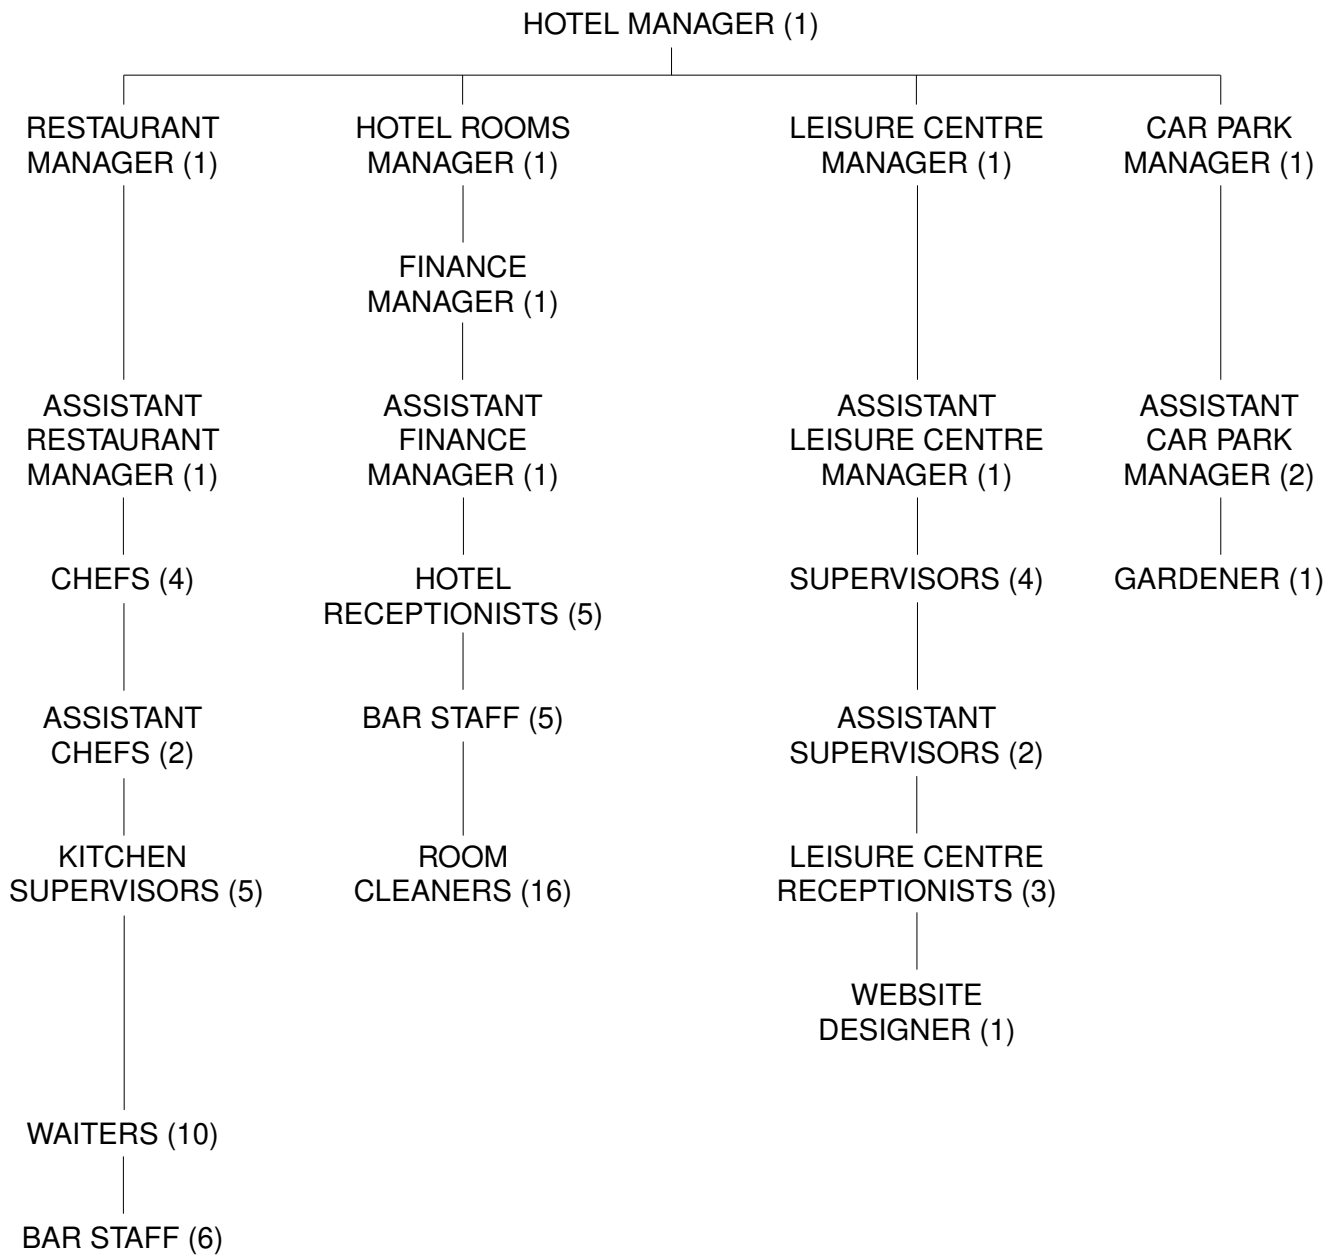 HOTEL MANAGER (1)
RESTAURANT
MANAGER (1)
HOTEL ROOMS
MANAGER (1)
LEISURE CENTRE
MANAGER (1)
CAR PARK
MANAGER (1)
FINANCE
MANAGER (1)
ASSISTANT
RESTAURANT
MANAGER (1)
ASSISTANT
FINANCE
MANAGER (1)
ASSISTANT
LEISURE CENTRE
MANAGER (1)
ASSISTANT
CAR PARK
MANAGER (2)
CHEFS (4)
HOTEL
RECEPTIONISTS (5)
SUPERVISORS (4)
GARDENER (1)
ASSISTANT
CHEFS (2)
BAR STAFF (5)
ASSISTANT
SUPERVISORS (2)
KITCHEN
SUPERVISORS (5)
ROOM
CLEANERS (16)
LEISURE CENTRE
RECEPTIONISTS (3)
WEBSITE
DESIGNER (1)
WAITERS (10)
BAR STAFF (6)